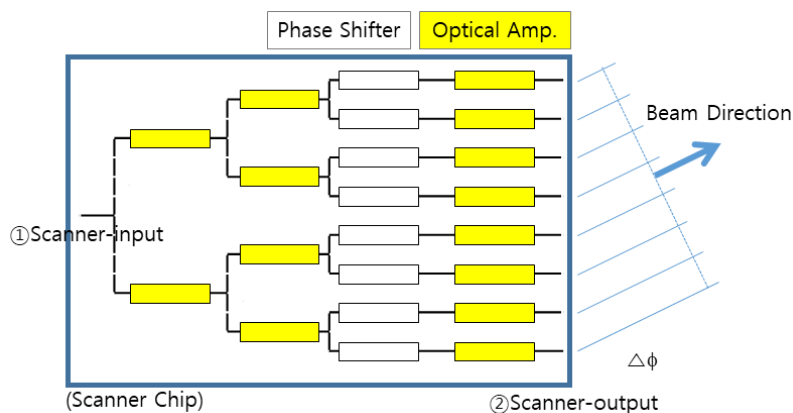 Phase Shifter
Optical Amp.
Beam Direction
①Scanner-input
△ϕ
(Scanner Chip)
②Scanner-output